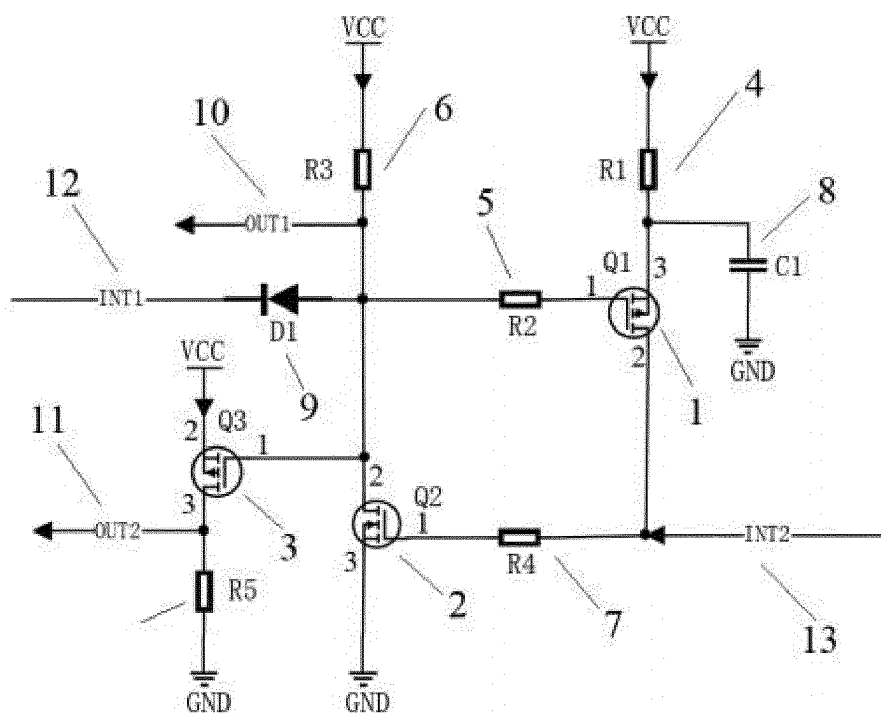 VCC
VCC
10
6
4
R3
R1
12
5
8
OUT1
Q1
3
C1
INT1
1
R2
D1
2
GND
VCC
9
1
11
Q3
2
1
2
Q2
3
1
OUT2
3
3
R4
INT2
R5
2
7
13
GND
GND